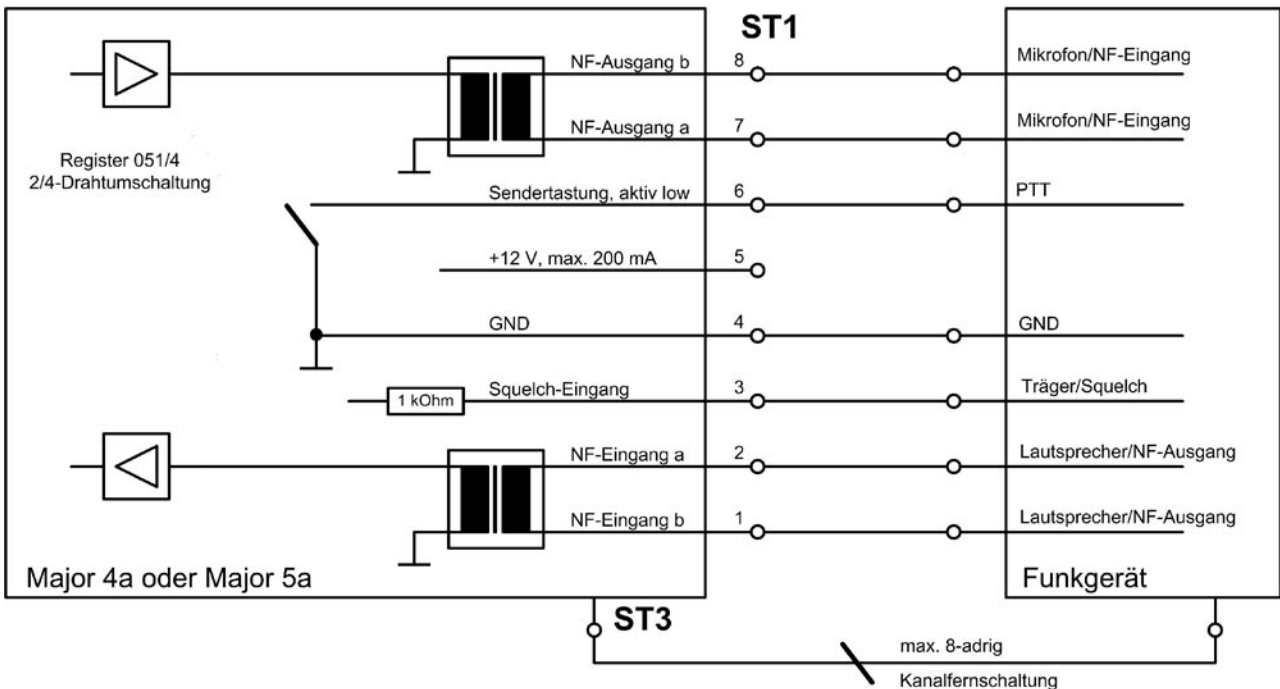 ST1
NF-Ausgang b 8 Mikrofon/NF-Eingang
NF-Ausgang a 7 Mikrofon/NF-Eingang
Register 051/4
2/4-Drahtumschaltung
Sendertastung, aktiv low 6 PTT
+12 V, max. 200 mA 5
GND 4 GND
1 kOhm Squelch-Eingang 3 Träger/Squelch
NF-Eingang a 2 Lautsprecher/NF-Ausgang
NF-Eingang b 1 Lautsprecher/NF-Ausgang
Major 4a oder Major 5a Funkgerät
ST3
max. 8-adrig
Kanalfernschaltung